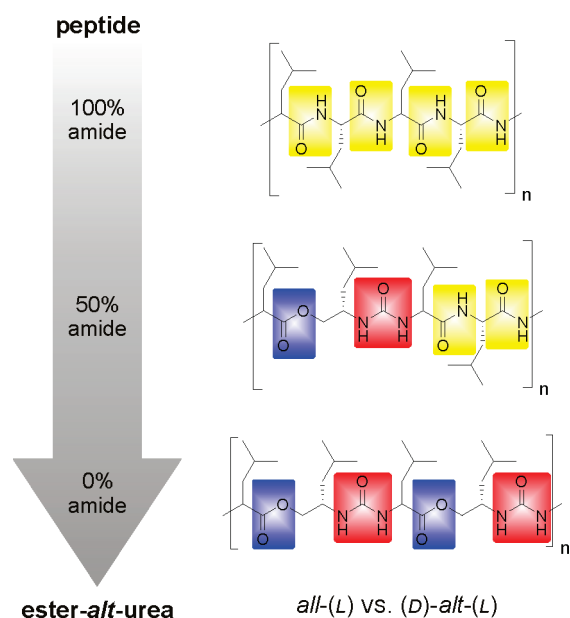 peptide
100%
amide
O O
H H
N N N N
H H
O O
n
50%
amide
O O
H
O N N N N
H H H
O O
n
0%
amide
O O
O N N O N N
H H H H
O O
n
ester-alt-urea
all-(L) vs. (D)-alt-(L)